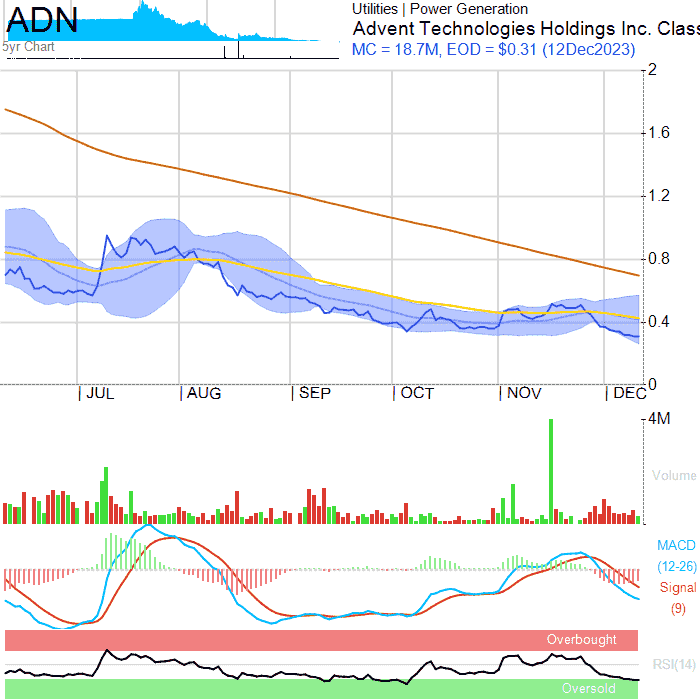 ADN
5yr Chart
Utilities | Power Generation
Advent Technologies Holdings Inc. Class
MC = 18.7M, EOD = $0.31 (12Dec2023)
2
1.6
1.2
0.8
0.4
0
JUL AUG SEP OCT NOV DEC
4M
Volume
MACD
(12-26)
Signal
(9)
Overbought
RSI(14)
Oversold